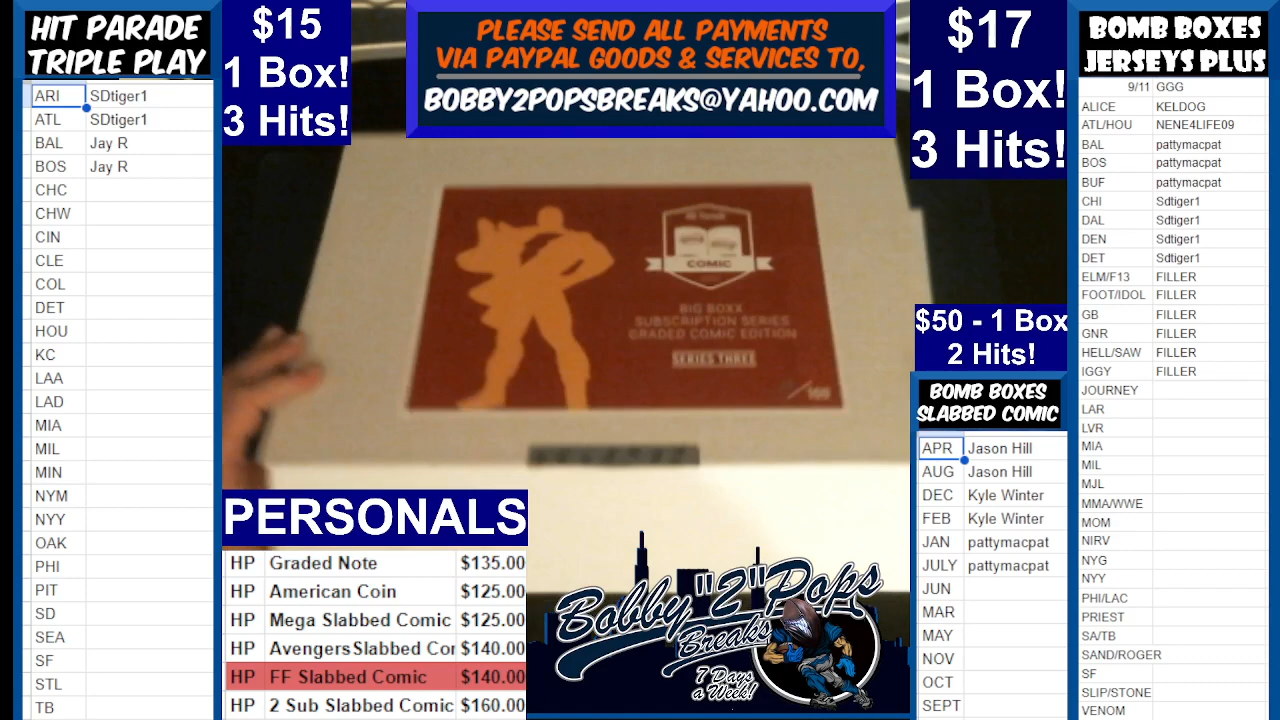 HIT PARADE
TRIPLE PLAY
ARI SDtiger1
ATL SDtiger1
BAL Jay R
BOS Jay R
CHC
CHW
CIN
CLE
COL
DET
HOU
KC
LAA
LAD
MIA
MIL
MIN
NYM
NYY
OAK
PHI
PIT
SD
SEA
SF
STL
TB
$15
1 Box!
3 Hits!
PLEASE SEND ALL PAYMENTS
VIA PAYPAL GOODS & SERVICES TO,
BOBBY2POPSBREAKS@YAHOO.COM
COMIC
BIG BOXX
SUBSCRIPTION SERIES
GRADED COMIC EDITION
SERIES THREE
PERSONALS
HP Graded Note $135.00
HP American Coin $125.00
HP Mega Slabbed Comic $125.00
HP Avengers Slabbed Cor $140.00
HP FF Slabbed Comic $140.00
HP 2 Sub Slabbed Comic $160.00
Bobby "2" Pops
Breaks
7 Days
a Week!
$17
1 Box!
3 Hits!
$50 - 1 Box
2 Hits!
BOMB BOXES
SLABBED COMIC
APR Jason Hill
AUG Jason Hill
DEC Kyle Winter
FEB Kyle Winter
JAN pattymacpat
JULY pattymacpat
JUN
MAR
MAY
NOV
OCT
SEPT
BOMB BOXES
JERSEYS PLUS
9/11 GGG
ALICE KELDOG
ATL/HOU NENE4LIFE09
BAL pattymacpat
BOS pattymacpat
BUF pattymacpat
CHI Sdtiger1
DAL Sdtiger1
DEN Sdtiger1
DET Sdtiger1
ELM/F13 FILLER
FOOT/IDOL FILLER
GB FILLER
GNR FILLER
HELL/SAW FILLER
IGGY FILLER
JOURNEY
LAR
LVR
MIA
MIL
MJL
MMA/WWE
MOM
NIRV
NYG
NYY
PHI/LAC
PRIEST
SA/TB
SAND/ROGER
SF
SLIP/STONE
VENOM